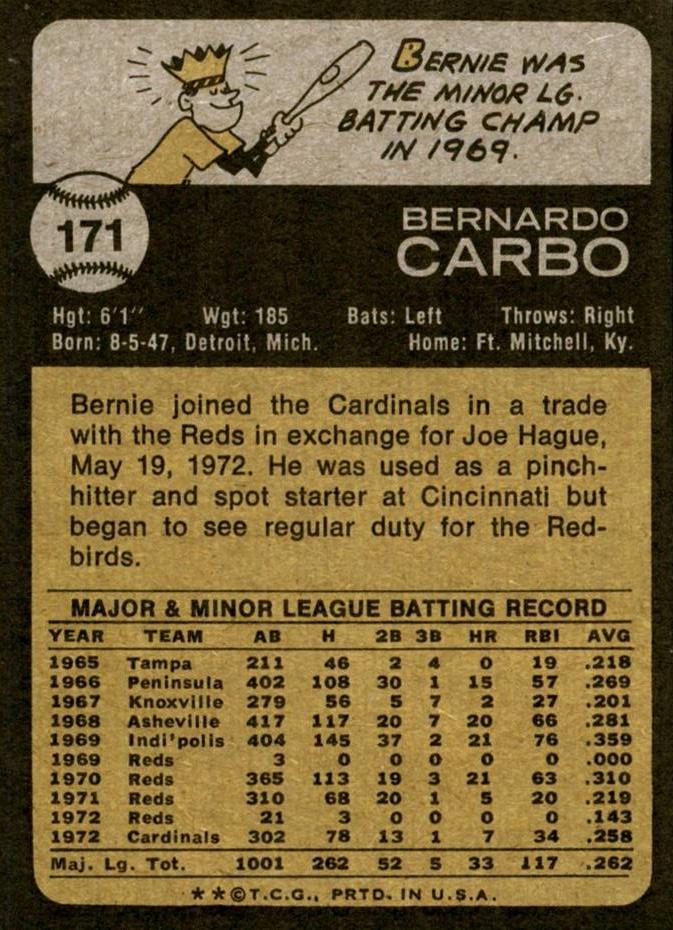 BERNIE WAS
THE MINOR LG.
BATTING CHAMP
IN 1969.
171
BERNARDO
CARBO
Hgt: 6'1" Wgt: 185 Bats: Left Throws: Right
Born: 8-5-47, Detroit, Mich. Home: Ft. Mitchell, Ky.
Bernie joined the Cardinals in a trade
with the Reds in exchange for Joe Hague,
May 19, 1972. He was used as a pinch-
hitter and spot starter at Cincinnati but
began to see regular duty for the Red-
birds.
MAJOR & MINOR LEAGUE BATTING RECORD
YEAR TEAM AB H 2B 3B HR RBI AVG
1965 Tampa 211 46 2 4 0 19 .218
1966 Peninsula 402 108 30 1 15 57 .269
1967 Knoxville 279 56 5 7 2 27 .201
1968 Asheville 417 117 20 7 20 66 .281
1969 Indi'polis 404 145 37 2 21 76 .359
1969 Reds 3 0 0 0 0 0 .000
1970 Reds 365 113 19 3 21 63 .310
1971 Reds 310 68 20 1 5 20 .219
1972 Reds 21 3 0 0 0 0 .143
1972 Cardinals 302 78 13 1 7 34 .258
Maj. Lg. Tot. 1001 262 52 5 33 117 .262
**©T.C.G., PRTD. IN U.S.A.